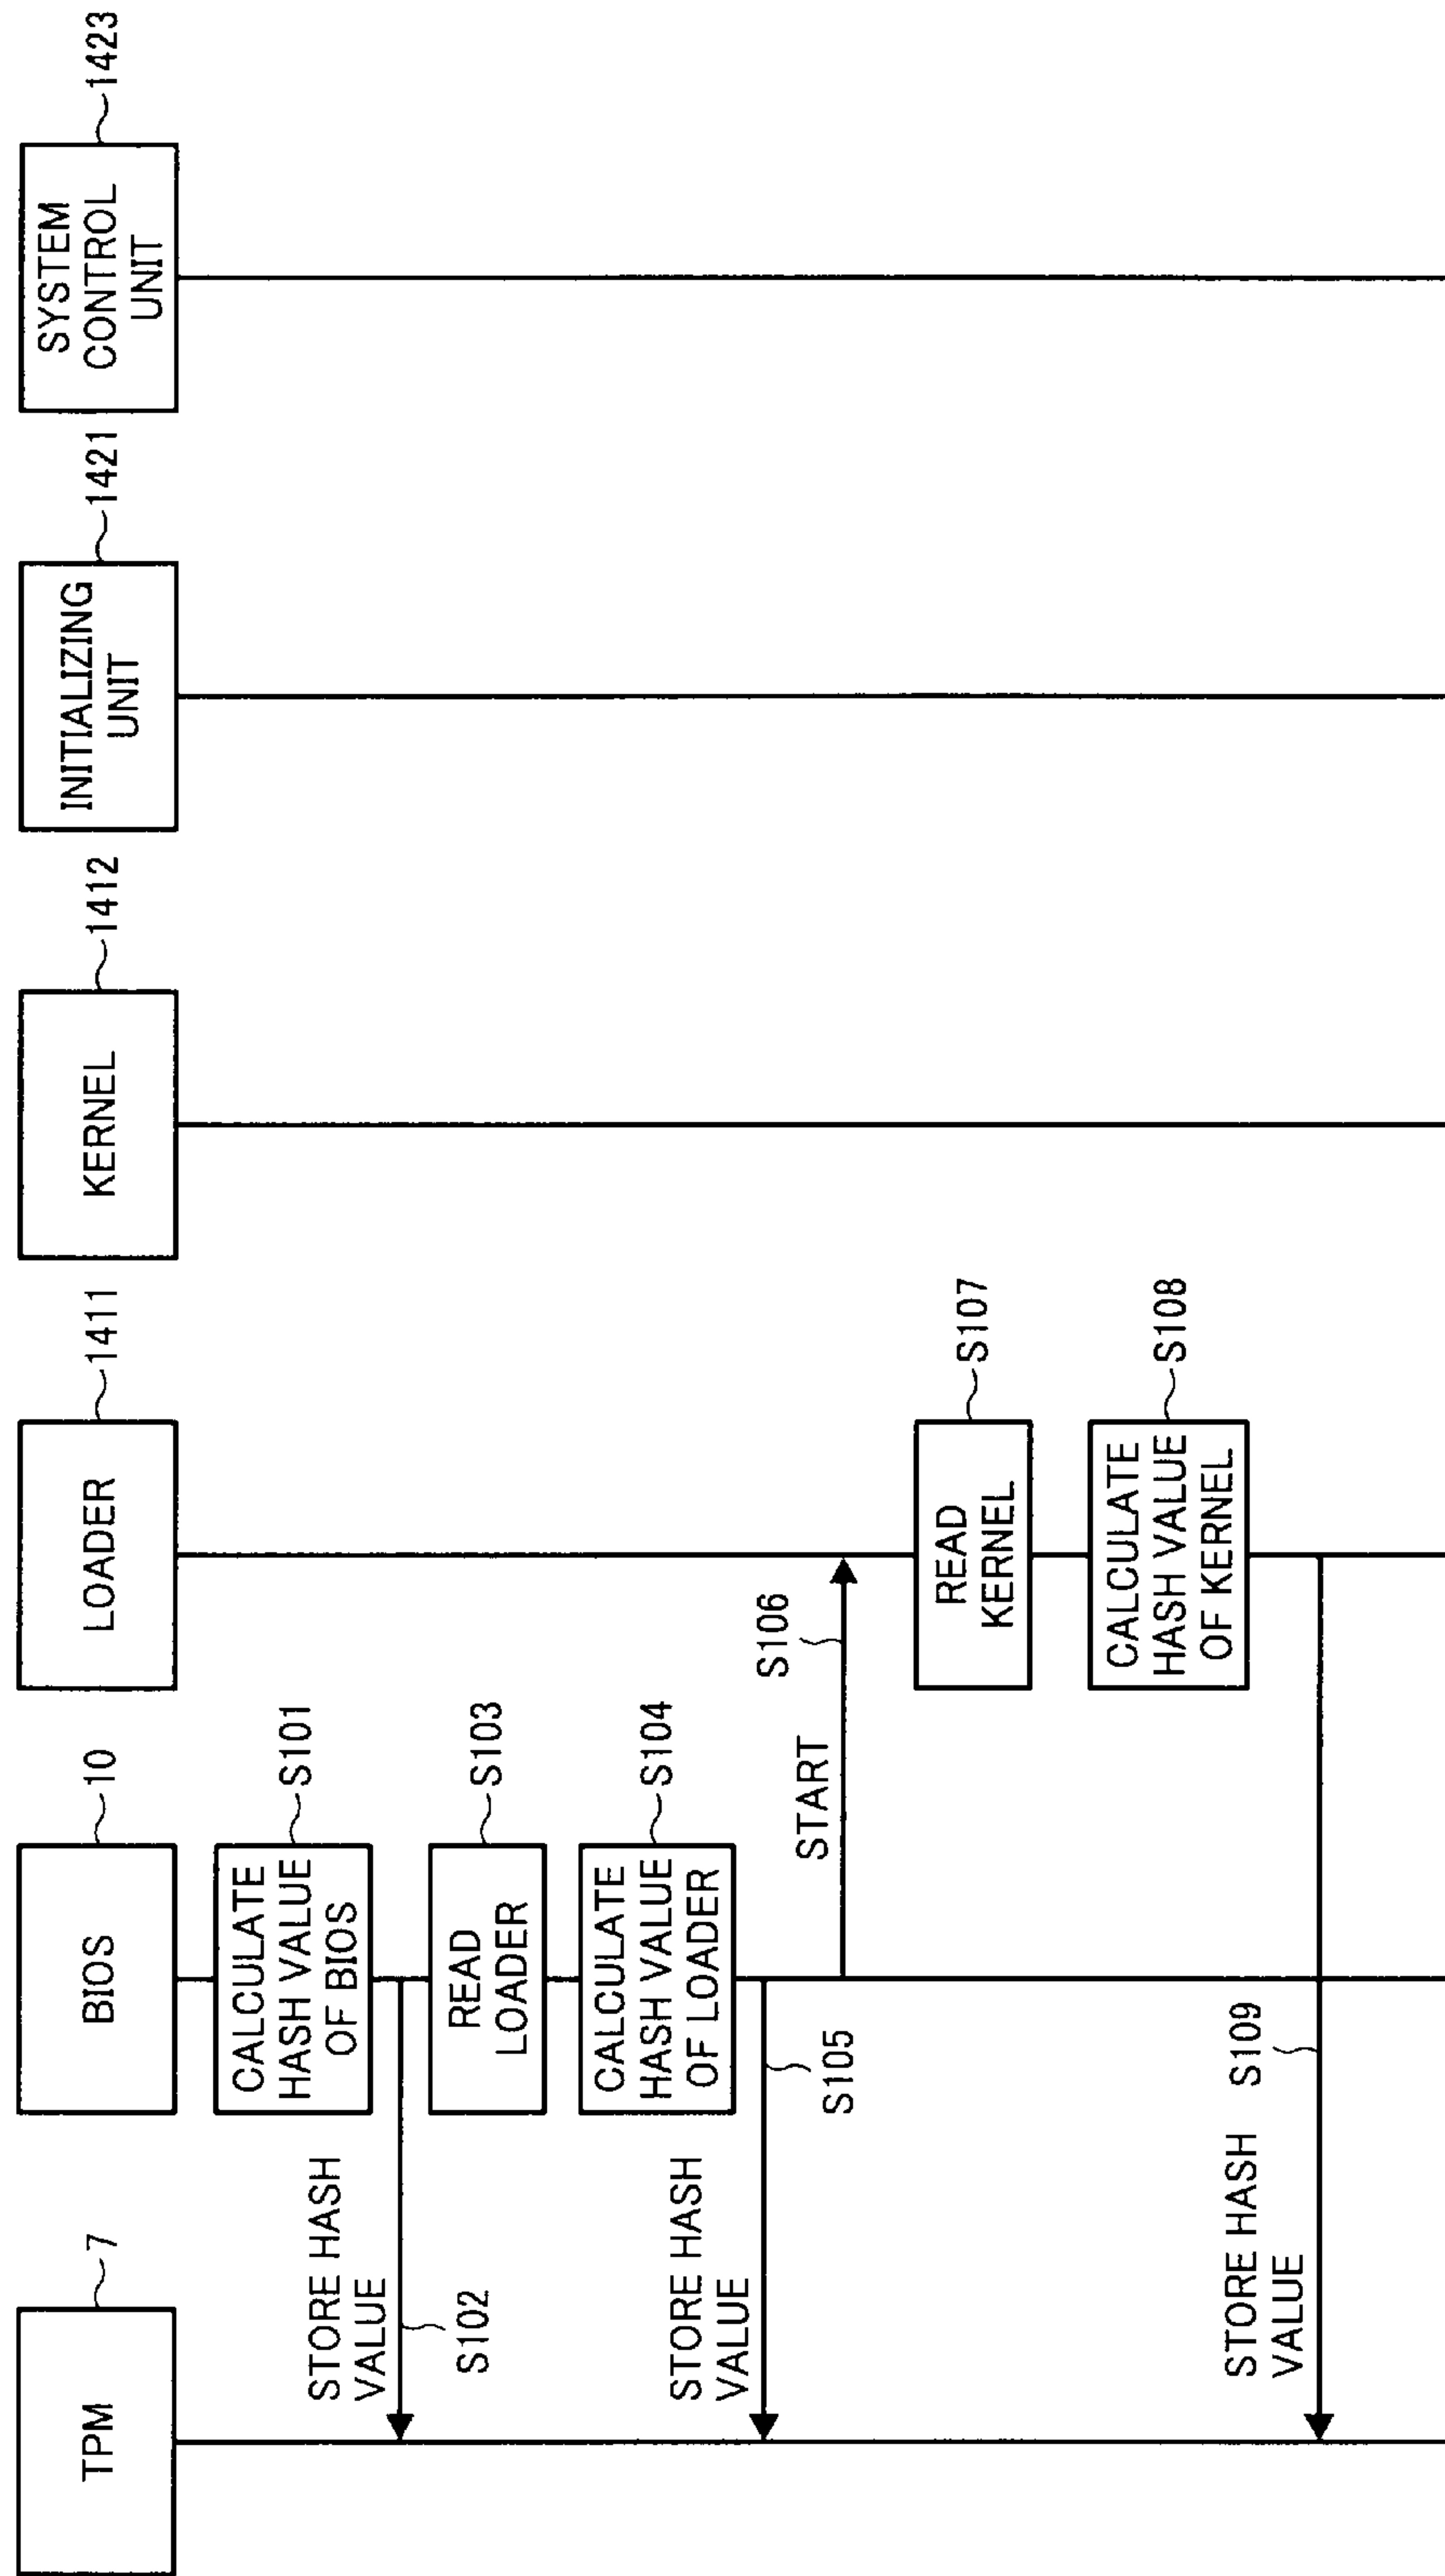 TPM
7
BIOS
10
LOADER
1411
KERNEL
1412
INITIALIZING
UNIT
1421
SYSTEM
CONTROL
UNIT
1423
CALCULATE
HASH VALUE
OF BIOS
S101
STORE HASH
VALUE
S102
READ
LOADER
S103
CALCULATE
HASH VALUE
OF LOADER
S104
STORE HASH
VALUE
S105
START
S106
READ
KERNEL
S107
CALCULATE
HASH VALUE
OF KERNEL
S108
STORE HASH
VALUE
S109